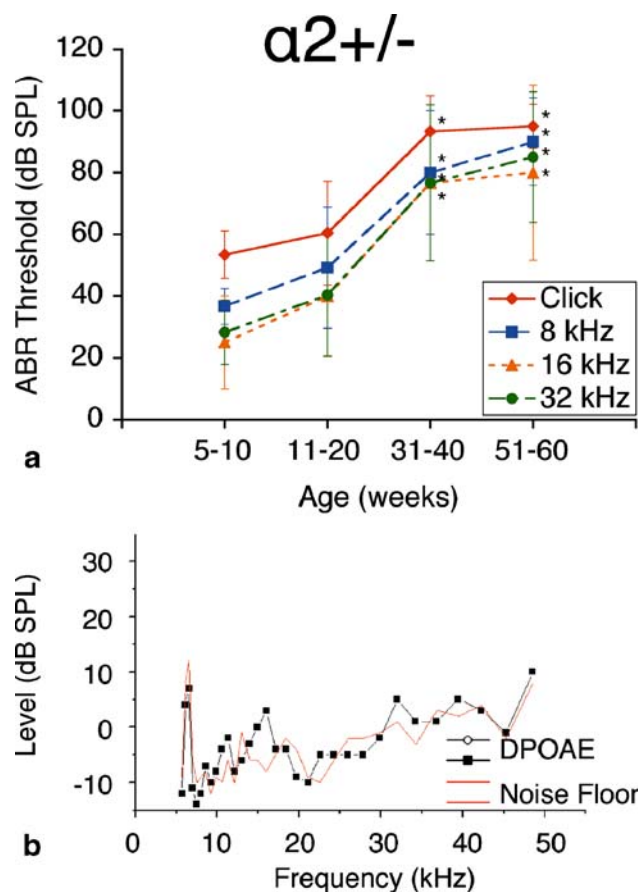 α2+/-
120
100
80
60
40
20
0
ABR Threshold (dB SPL)
*
*
*
*
*
*
*
*
Click
8 kHz
16 kHz
32 kHz
5-10 11-20 31-40 51-60
Age (weeks)
a
30
20
10
0
-10
Level (dB SPL)
DPOAE
Noise Floor
0 10 20 30 40 50
Frequency (kHz)
b